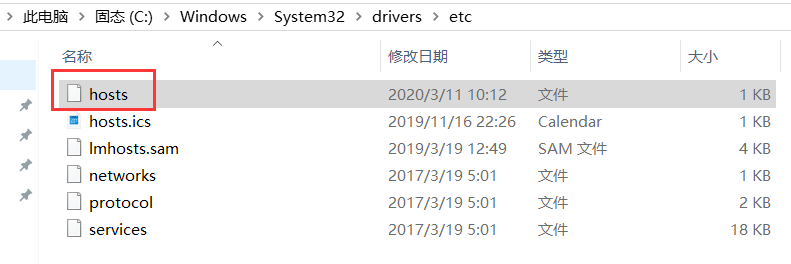 此电脑 > 固态 (C:) > Windows > System32 > drivers > etc
名称 修改日期 类型 大小
hosts 2020/3/11 10:12 文件 1 KB
hosts.ics 2019/11/16 22:26 Calendar 1 KB
lmhosts.sam 2019/3/19 12:49 SAM 文件 4 KB
networks 2017/3/19 5:01 文件 1 KB
protocol 2017/3/19 5:01 文件 2 KB
services 2017/3/19 5:01 文件 18 KB